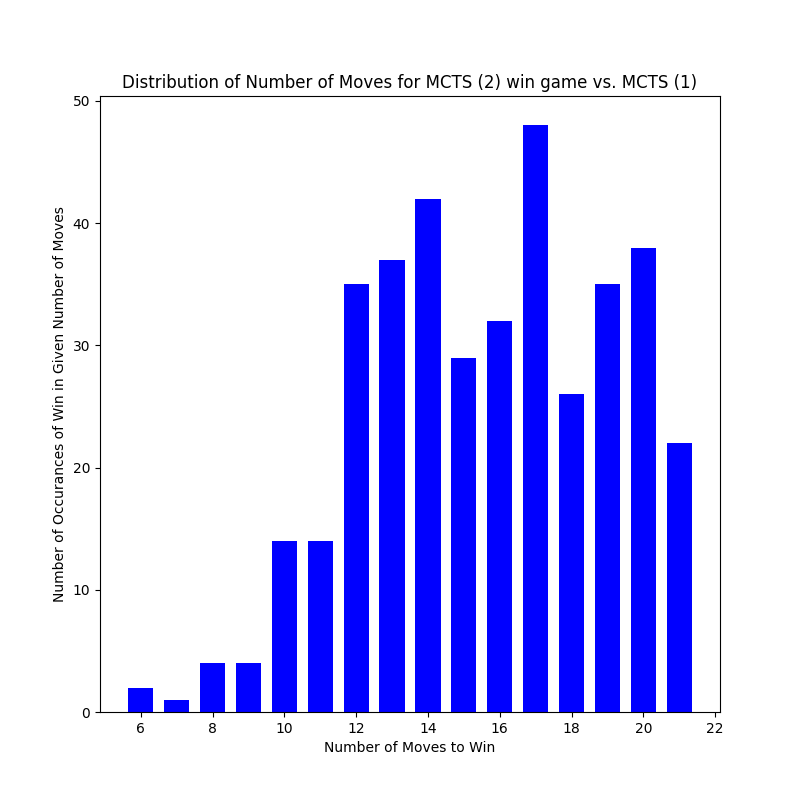 Distribution of Number of Moves for MCTS (2) win game vs. MCTS (1)
50
40
30
20
10
0
Number of Occurances of Win in Given Number of Moves
6 8 10 12 14 16 18 20 22
Number of Moves to Win